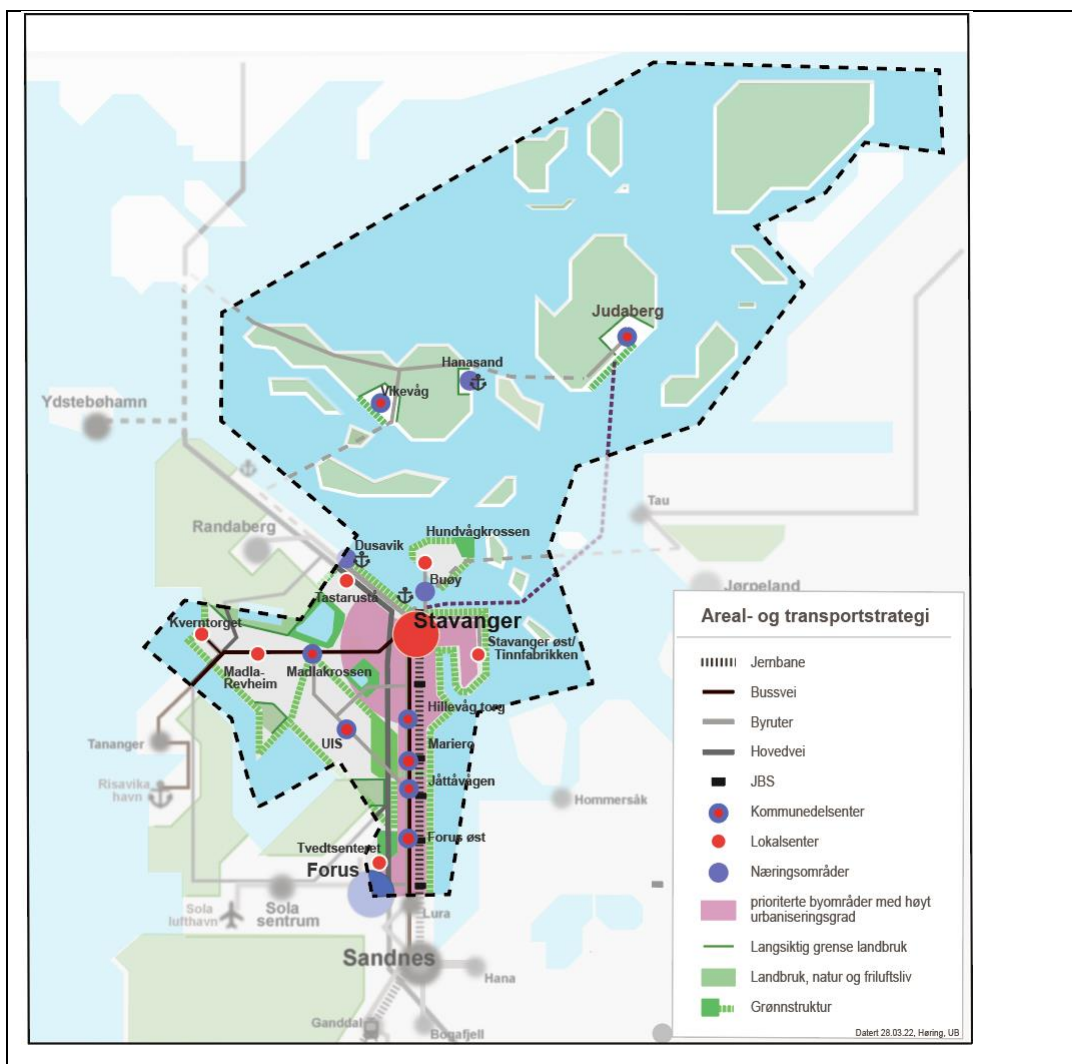 Judaberg
Hanasand
Vikevåg
Ydstebøhamn
Tau
Randaberg
Hundvågkrossen
Dusavik
Buøy
Tastarustå
Jørpeland
Kverntorget
Stavanger
Stavanger øst/
Tinnfabrikken
Madla-
Revheim
Madlakrossen
Hillevåg torg
UIS
Mariero
Tananger
Jåttåvågen
Risavika
havn
Hommersåk
Forus øst
Tvedtsenteret
Forus
Sola
lufthavn
Sola
sentrum
Lura
Sandnes
Hana
Ganddal
Bogafjell
Areal- og transportstrategi
Jernbane
Bussvei
Byruter
Hovedvei
JBS
Kommunedelsenter
Lokalsenter
Næringsområder
prioriterte byområder med høyt
urbaniseringsgrad
Langsiktig grense landbruk
Landbruk, natur og friluftsliv
Grønnstruktur
Datert 28.03.22, Høring, UB